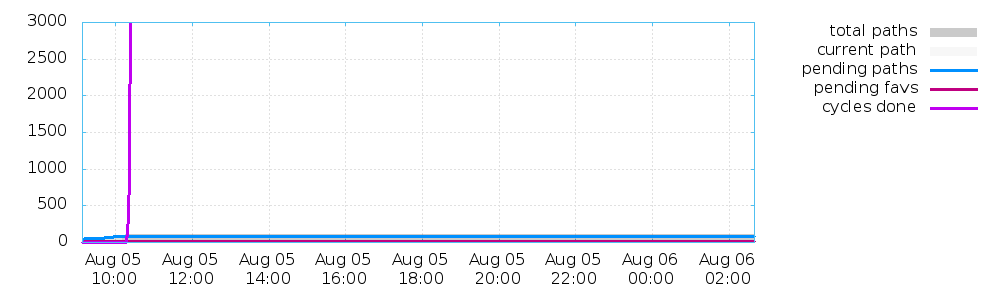 3000
2500
2000
1500
1000
500
0
Aug 05 Aug 05 Aug 05 Aug 05 Aug 05 Aug 05 Aug 05 Aug 06 Aug 06
10:00 12:00 14:00 16:00 18:00 20:00 22:00 00:00 02:00
total paths
current path
pending paths
pending favs
cycles done